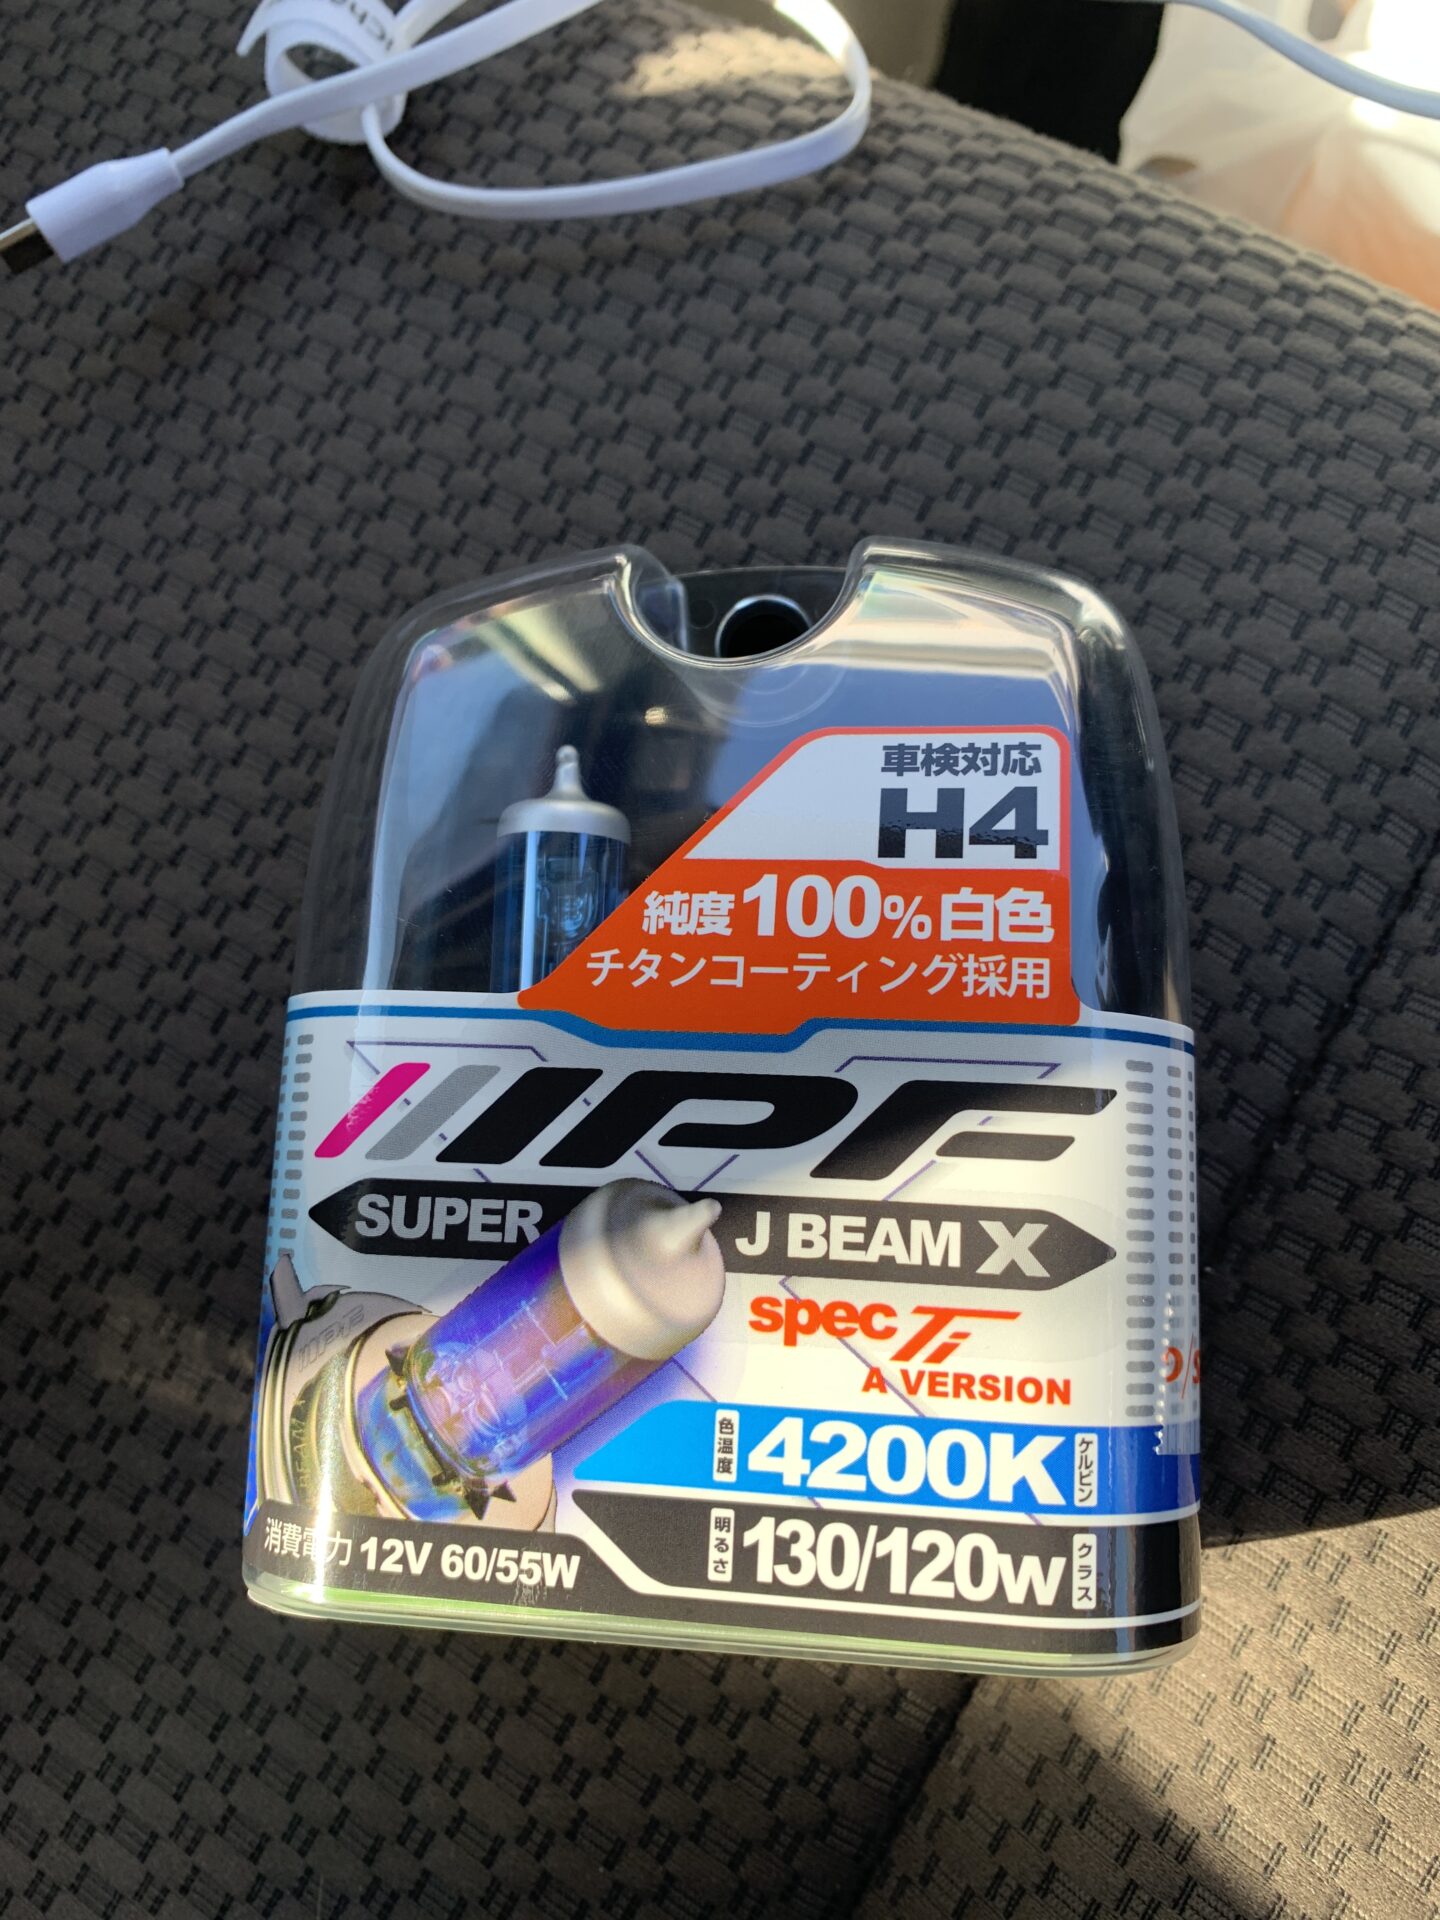 車検対応
H4
純度100%白色
チタンコーティング採用
IPF
SUPER J BEAM X
spec Ti
A VERSION
色温度 4200K ケルビン
明るさ 130/120W クラス
消費電力 12V 60/55W